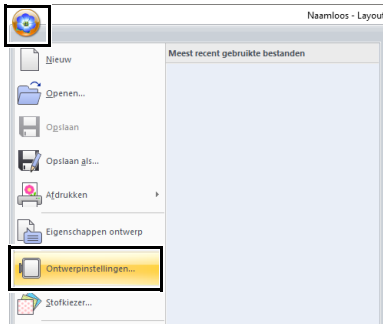 Naamloos - Layout
Meest recent gebruikte bestanden
Nieuw
Openen...
Opslaan
Opslaan als...
Afdrukken
Eigenschappen ontwerp
Ontwerpinstellingen...
Stofkiezer...